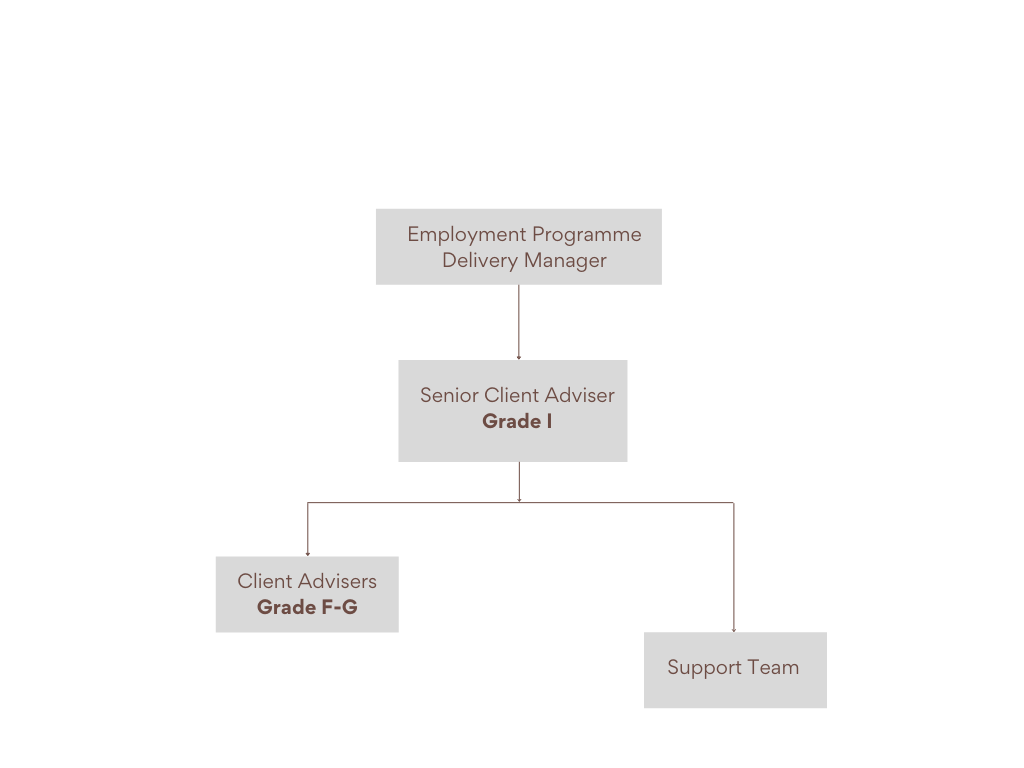 Employment Programme
Delivery Manager
Senior Client Adviser
Grade I
Client Advisers
Grade F-G
Support Team